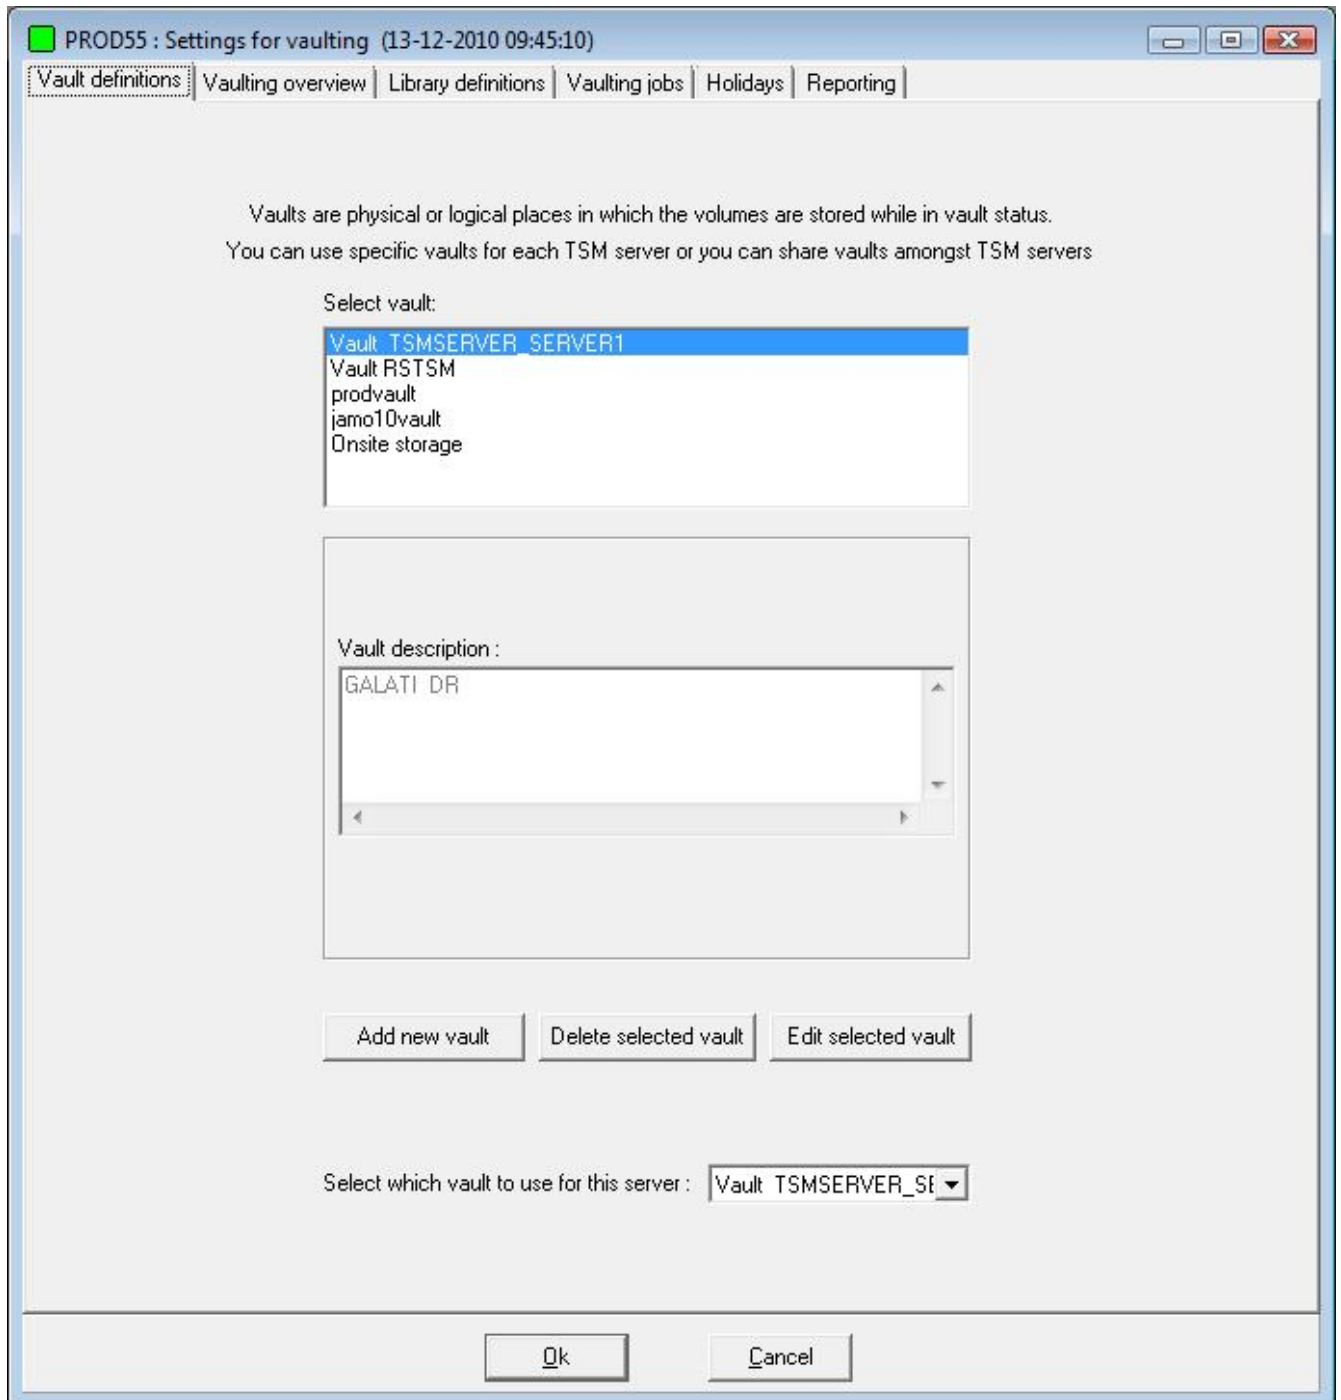 PROD55 : Settings for vaulting (13-12-2010 09:45:10)
Vault definitions Vaulting overview Library definitions Vaulting jobs Holidays Reporting
Vaults are physical or logical places in which the volumes are stored while in vault status.
You can use specific vaults for each TSM server or you can share vaults amongst TSM servers
Select vault:
Vault TSMSERVER_SERVER1
Vault RSTSM
prodvault
jamo10vault
Onsite storage
Vault description :
GALATI DR
Add new vault Delete selected vault Edit selected vault
Select which vault to use for this server : Vault TSMSERVER_SE
Ok Cancel